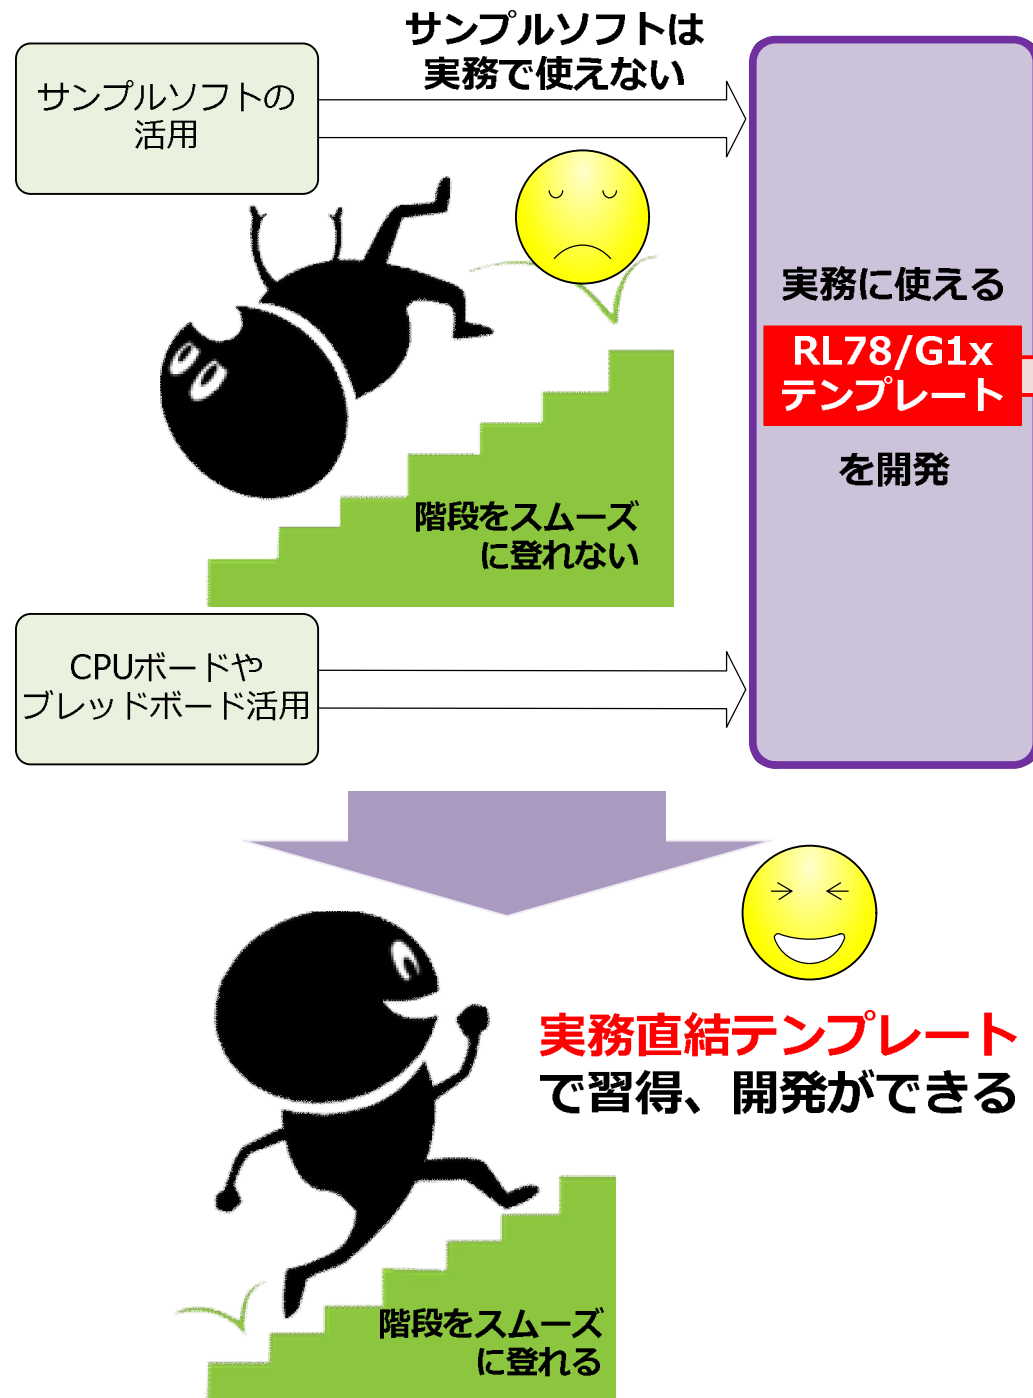 サンプルソフトは
実務で使えない
サンプルソフトの
活用
実務に使える
RL78/G1x
テンプレート
を開発
階段をスムーズ
に登れない
CPUボードや
ブレッドボード活用
実務直結テンプレート
で習得、開発ができる
階段をスムーズ
に登れる